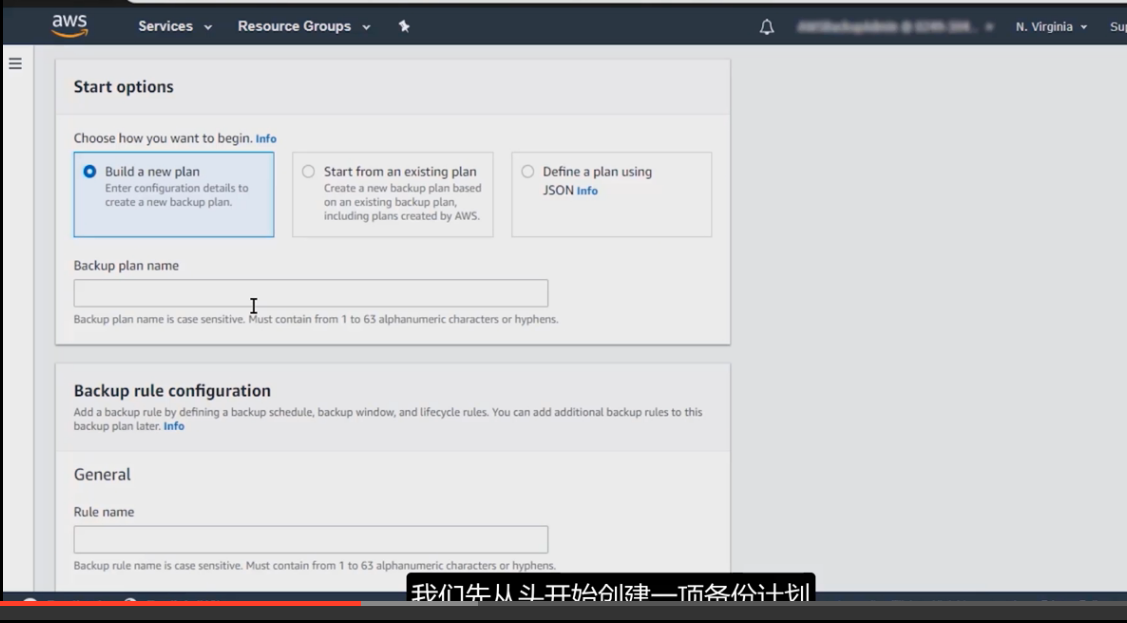 aws Services Resource Groups N. Virginia Sup
Start options
Choose how you want to begin. Info
Build a new plan
Enter configuration details to
create a new backup plan.
Start from an existing plan
Create a new backup plan based
on an existing backup plan,
including plans created by AWS.
Define a plan using
JSON Info
Backup plan name
Backup plan name is case sensitive. Must contain from 1 to 63 alphanumeric characters or hyphens.
Backup rule configuration
Add a backup rule by defining a backup schedule, backup window, and lifecycle rules. You can add additional backup rules to this
backup plan later. Info
General
Rule name
Backup rule name is case sensitive. Must contain from 1 to 63 alphanumeric characters or hyphens.
我们先从头开始创建一项备份计划